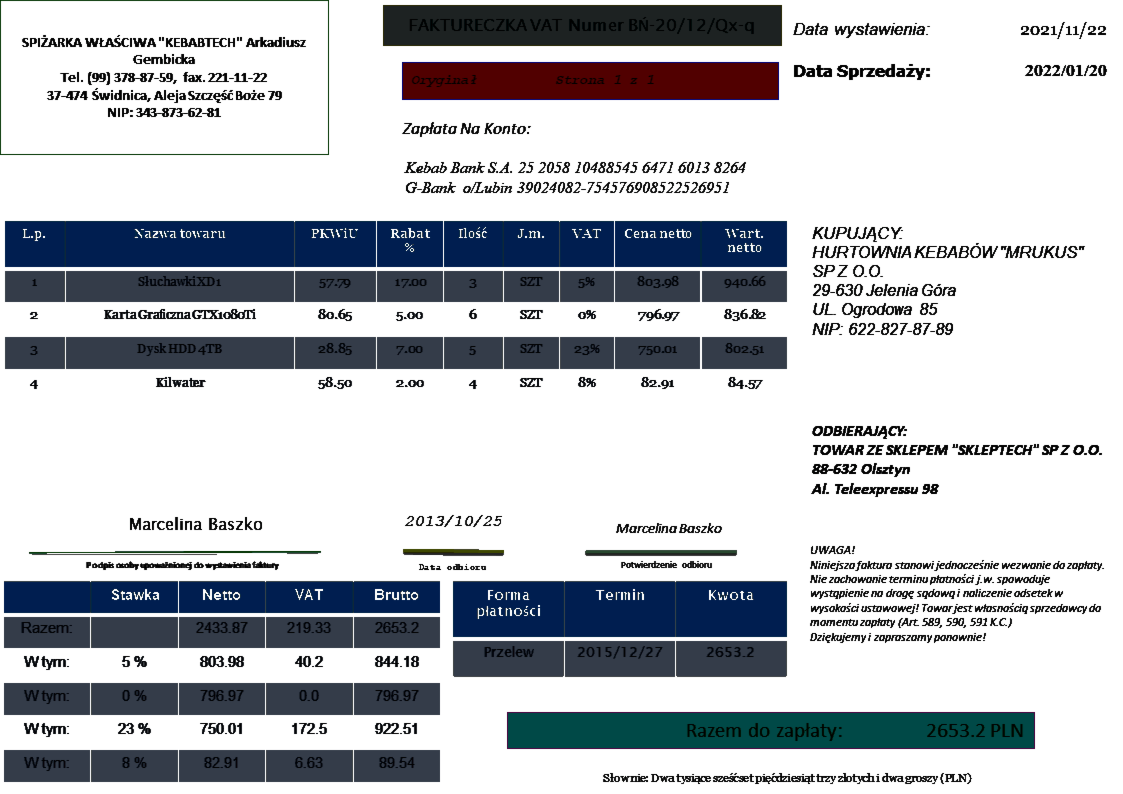 SPIŻARKA WŁAŚCIWA "KEBABTECH" Arkadiusz
Gembicka
Tel. (99) 378-87-59, fax. 221-11-22
37-474 Świdnica, Aleja Szczęść Boże 79
NIP: 343-873-62-81
FAKTURECZKA VAT Numer BŃ-20/12/Qx-q
Oryginał Strona 1 z 1
Data wystawienia: 2021/11/22
Data Sprzedaży: 2022/01/20
Zapłata Na Konto:
Kebab Bank S.A. 25 2058 10488545 6471 6013 8264
G-Bank o/Lubin 39024082-754576908522526951
L.p. Nazwa towaru PKWiU Rabat % Ilość J.m. VAT Cena netto Wart. netto
1 Słuchawki XD1 57.79 17.00 3 SZT 5% 803.98 940.66
2 Karta Graficzna GTX1080Ti 80.65 5.00 6 SZT 0% 796.97 836.82
3 Dysk HDD 4TB 28.85 7.00 5 SZT 23% 750.01 802.51
4 Kilwater 58.50 2.00 4 SZT 8% 82.91 84.57
KUPUJĄCY:
HURTOWNIA KEBABÓW "MRUKUS"
SP Z O.O.
29-630 Jelenia Góra
UL. Ogrodowa 85
NIP: 622-827-87-89
ODBIERAJĄCY:
TOWAR ZE SKLEPEM "SKLEPTECH" SP Z O.O.
88-632 Olsztyn
Al. Teleexpressu 98
Marcelina Baszko
Podpis osoby upoważnionej do wystawienia faktury
2013/10/25
Data odbioru
Marcelina Baszko
Potwierdzenie odbioru
UWAGA!
Niniejsza faktura stanowi jednocześnie wezwanie do zapłaty.
Nie zachowanie terminu płatności j.w. spowoduje
wystąpienie na drogę sądową i naliczenie odsetek w
wysokości ustawowej! Towar jest własnością sprzedawcy do
momentu zapłaty (Art. 589, 590, 591 K.C.)
Dziękujemy i zapraszamy ponownie!
Stawka Netto VAT Brutto
Razem: 2433.87 219.33 2653.2
W tym: 5 % 803.98 40.2 844.18
W tym: 0 % 796.97 0.0 796.97
W tym: 23 % 750.01 172.5 922.51
W tym: 8 % 82.91 6.63 89.54
Forma płatności Termin Kwota
Przelew 2015/12/27 2653.2
Razem do zapłaty: 2653.2 PLN
Słownie: Dwa tysiące sześćset pięćdziesiąt trzy złotych i dwa groszy (PLN)